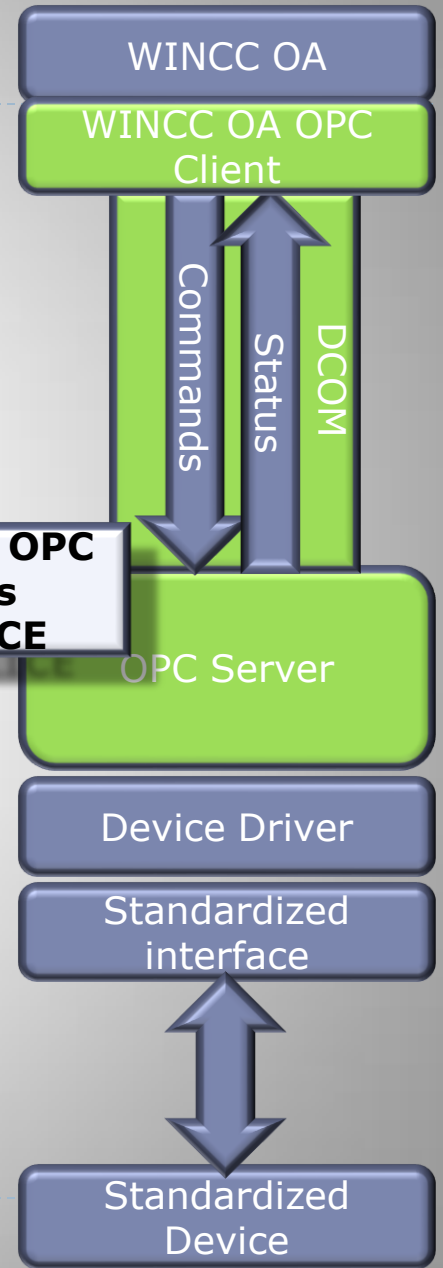 WINCC OA
WINCC OA OPC
Client
Commands
Status
DCOM
OPC
s
CE
OPC Server
Device Driver
Standardized
interface
Standardized
Device